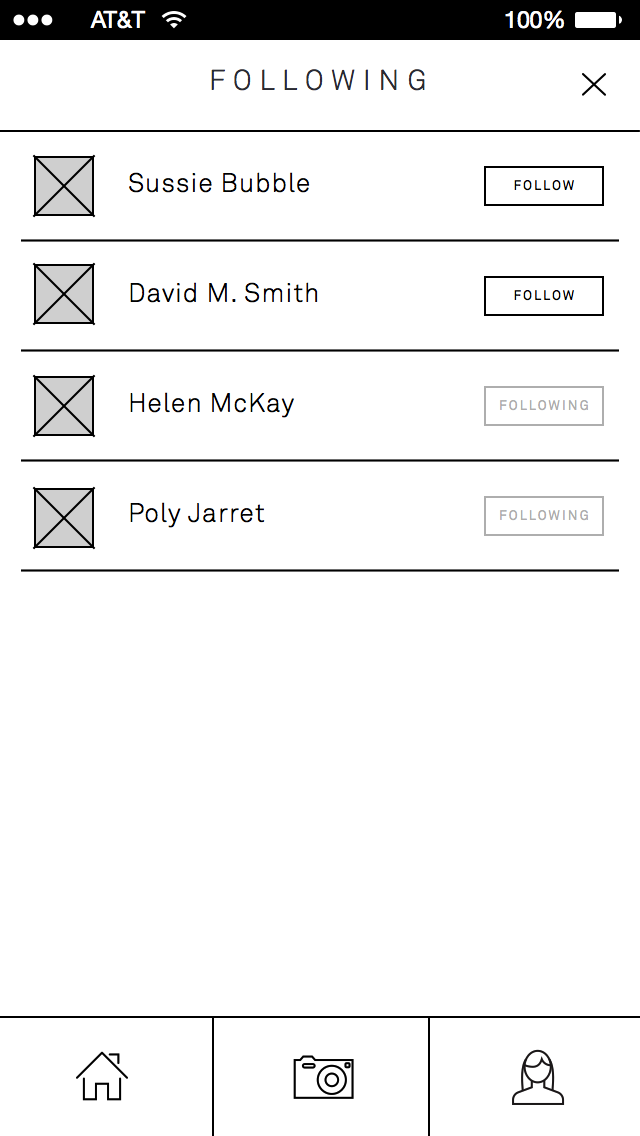 AT&T 100%
FOLLOWING
Sussie Bubble FOLLOW
David M. Smith FOLLOW
Helen McKay FOLLOWING
Poly Jarret FOLLOWING